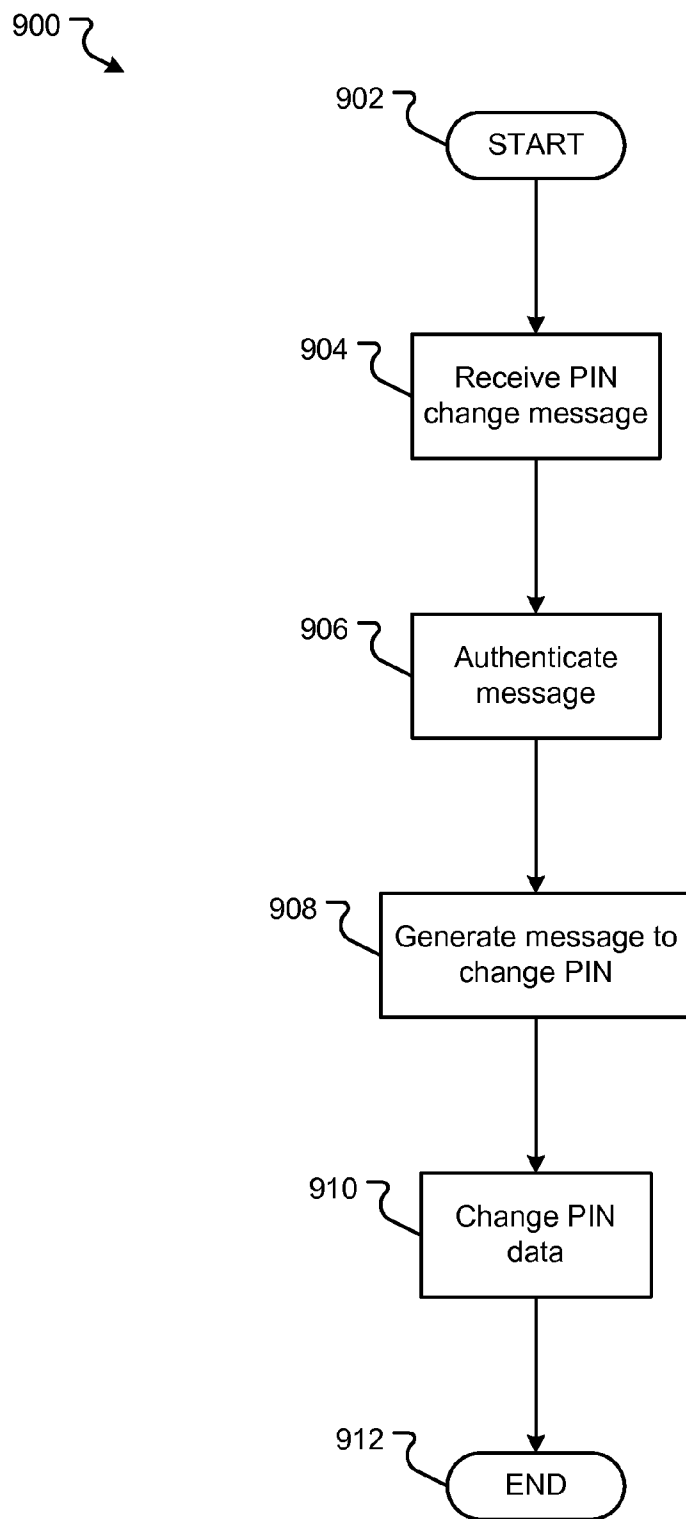 900
902
START
904
Receive PIN
change message
906
Authenticate
message
908
Generate message to
change PIN
910
Change PIN
data
912
END